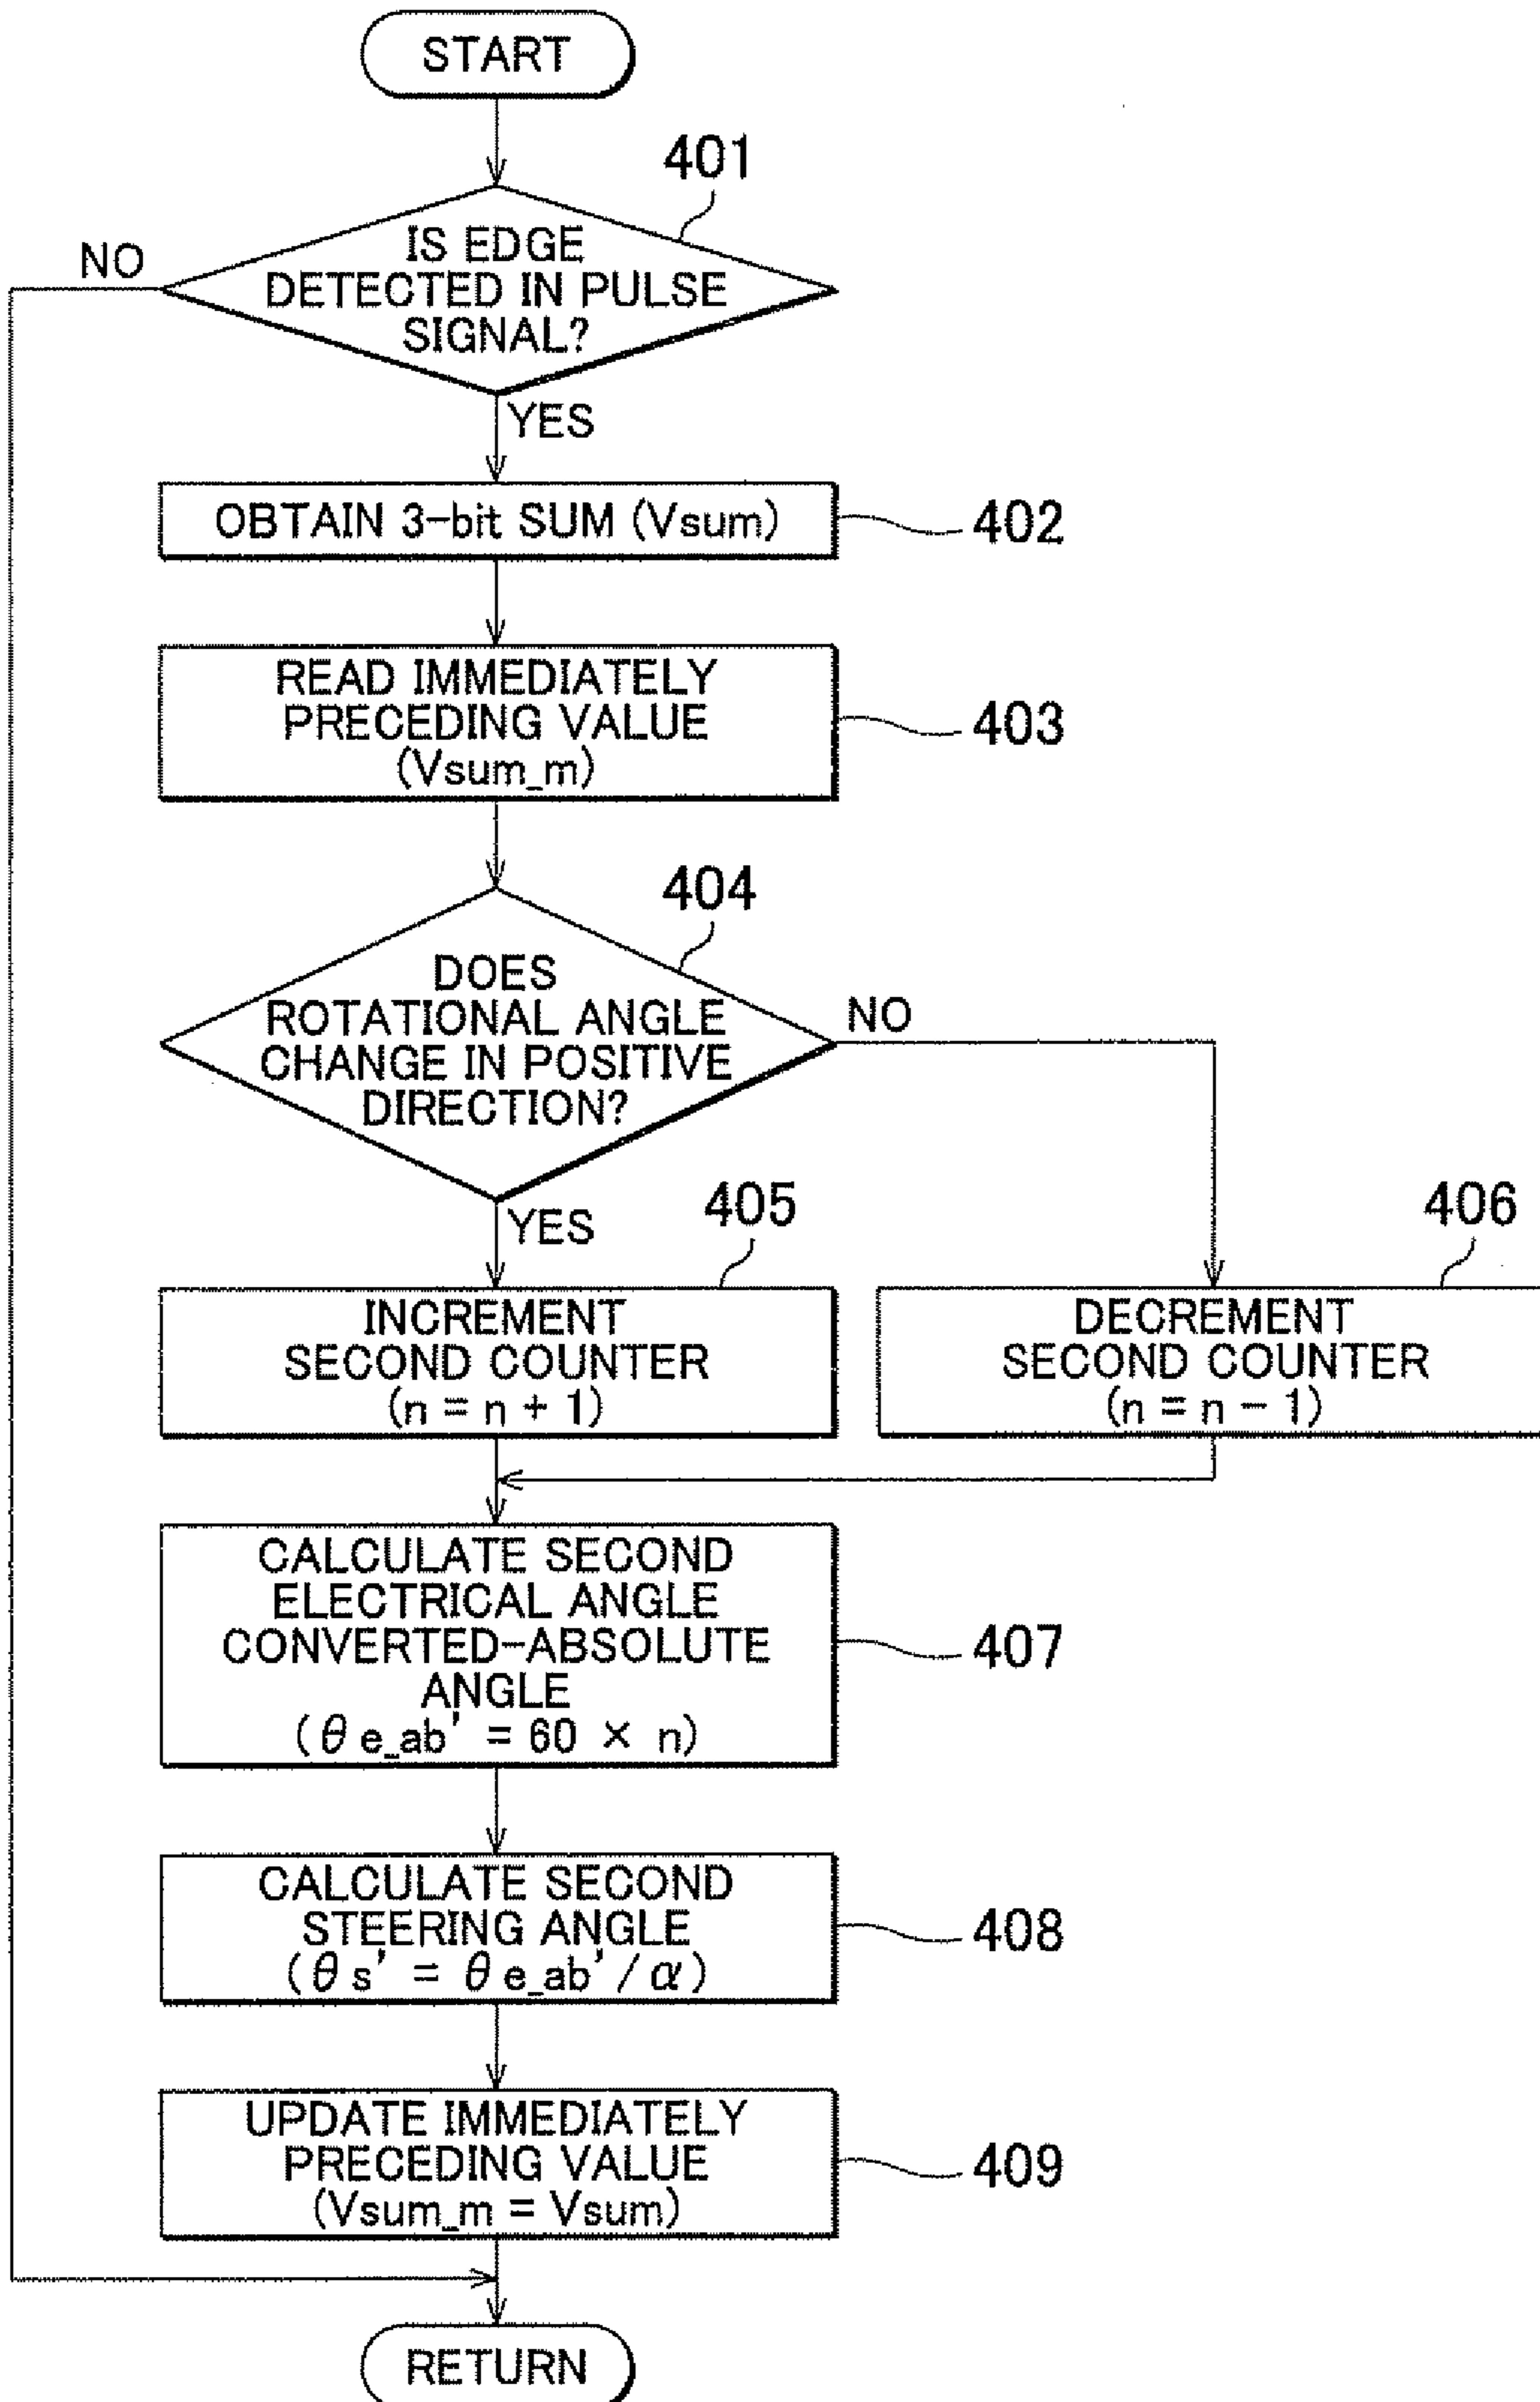 START
401
IS EDGE
DETECTED IN PULSE
SIGNAL?
NO
YES
OBTAIN 3-bit SUM (Vsum)
402
READ IMMEDIATELY
PRECEDING VALUE
(Vsum_m)
403
404
DOES
ROTATIONAL ANGLE
CHANGE IN POSITIVE
DIRECTION?
NO
YES
405
INCREMENT
SECOND COUNTER
(n = n + 1)
406
DECREMENT
SECOND COUNTER
(n = n - 1)
CALCULATE SECOND
ELECTRICAL ANGLE
CONVERTED-ABSOLUTE
ANGLE
(θe_ab' = 60 × n)
407
CALCULATE SECOND
STEERING ANGLE
(θs' = θe_ab'/α)
408
UPDATE IMMEDIATELY
PRECEDING VALUE
(Vsum_m = Vsum)
409
RETURN